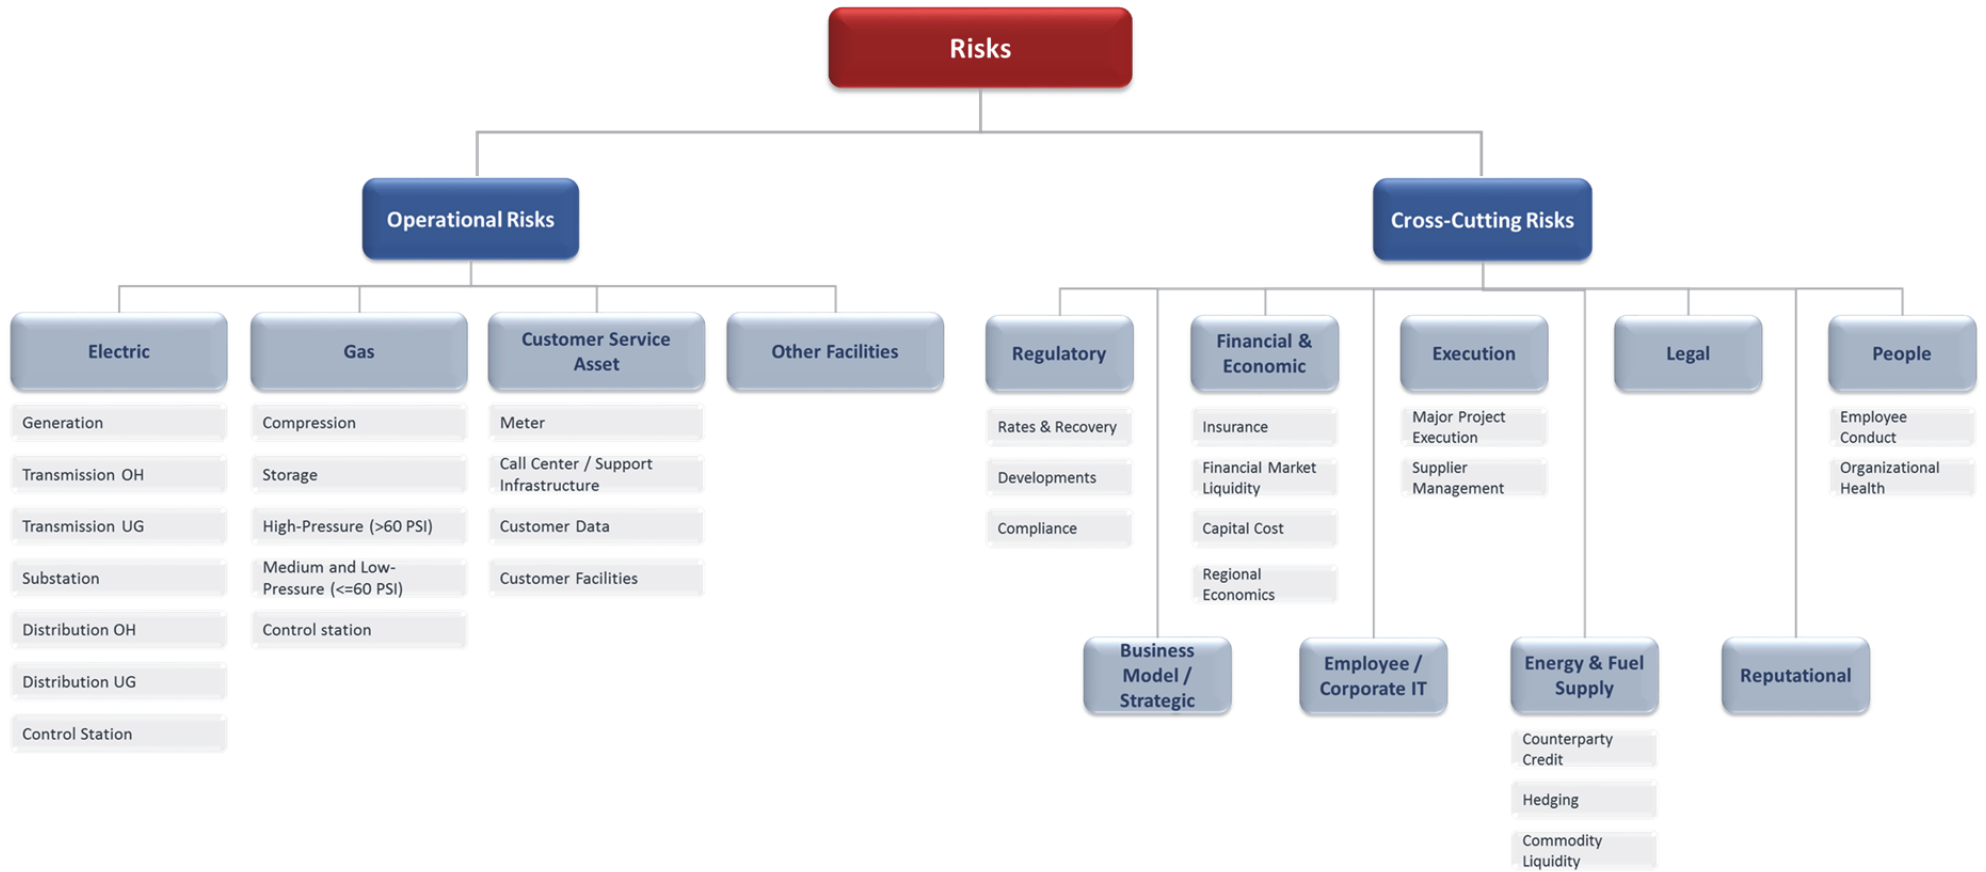 Risks
Operational Risks
Cross-Cutting Risks
Electric
Generation
Transmission OH
Transmission UG
Substation
Distribution OH
Distribution UG
Control Station
Gas
Compression
Storage
High-Pressure (>60 PSI)
Medium and Low-
Pressure (<=60 PSI)
Control station
Customer Service
Asset
Meter
Call Center / Support
Infrastructure
Customer Data
Customer Facilities
Other Facilities
Regulatory
Rates & Recovery
Developments
Compliance
Business
Model /
Strategic
Financial &
Economic
Insurance
Financial Market
Liquidity
Capital Cost
Regional
Economics
Employee /
Corporate IT
Execution
Major Project
Execution
Supplier
Management
Energy & Fuel
Supply
Counterparty
Credit
Hedging
Commodity
Liquidity
Legal
Reputational
People
Employee
Conduct
Organizational
Health